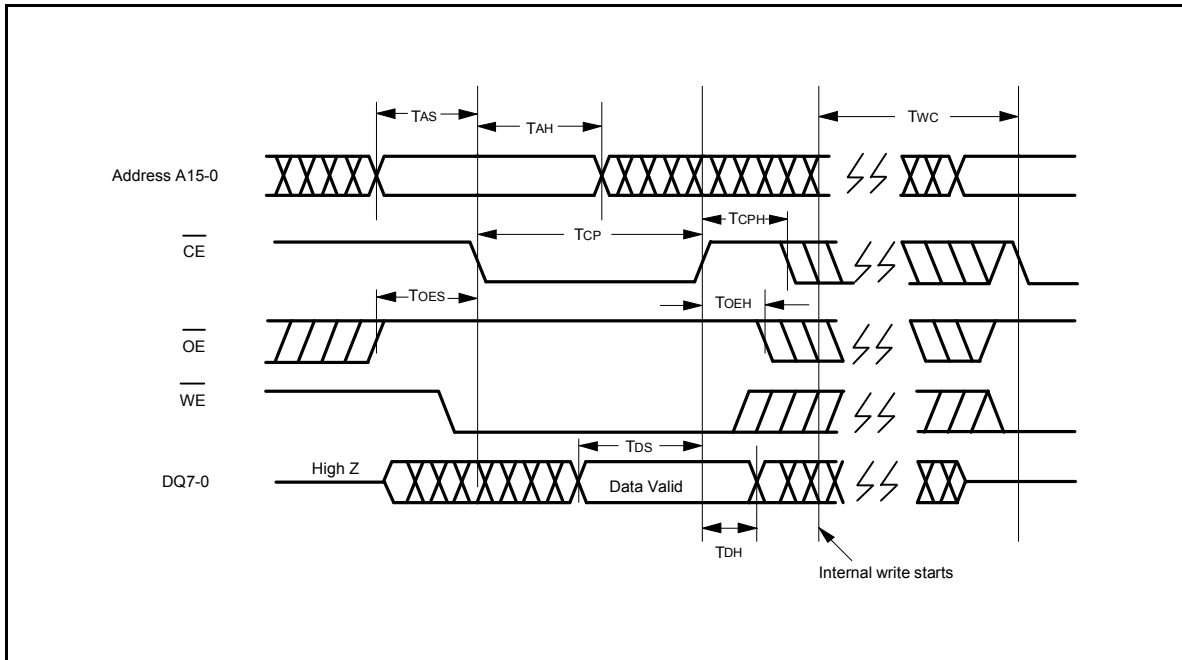 TAS
TAH
TWC
Address A15-0
TCPH
TCP
CE
TOES
TOEH
OE
WE
TDS
High Z
DQ7-0
Data Valid
TDH
Internal write starts